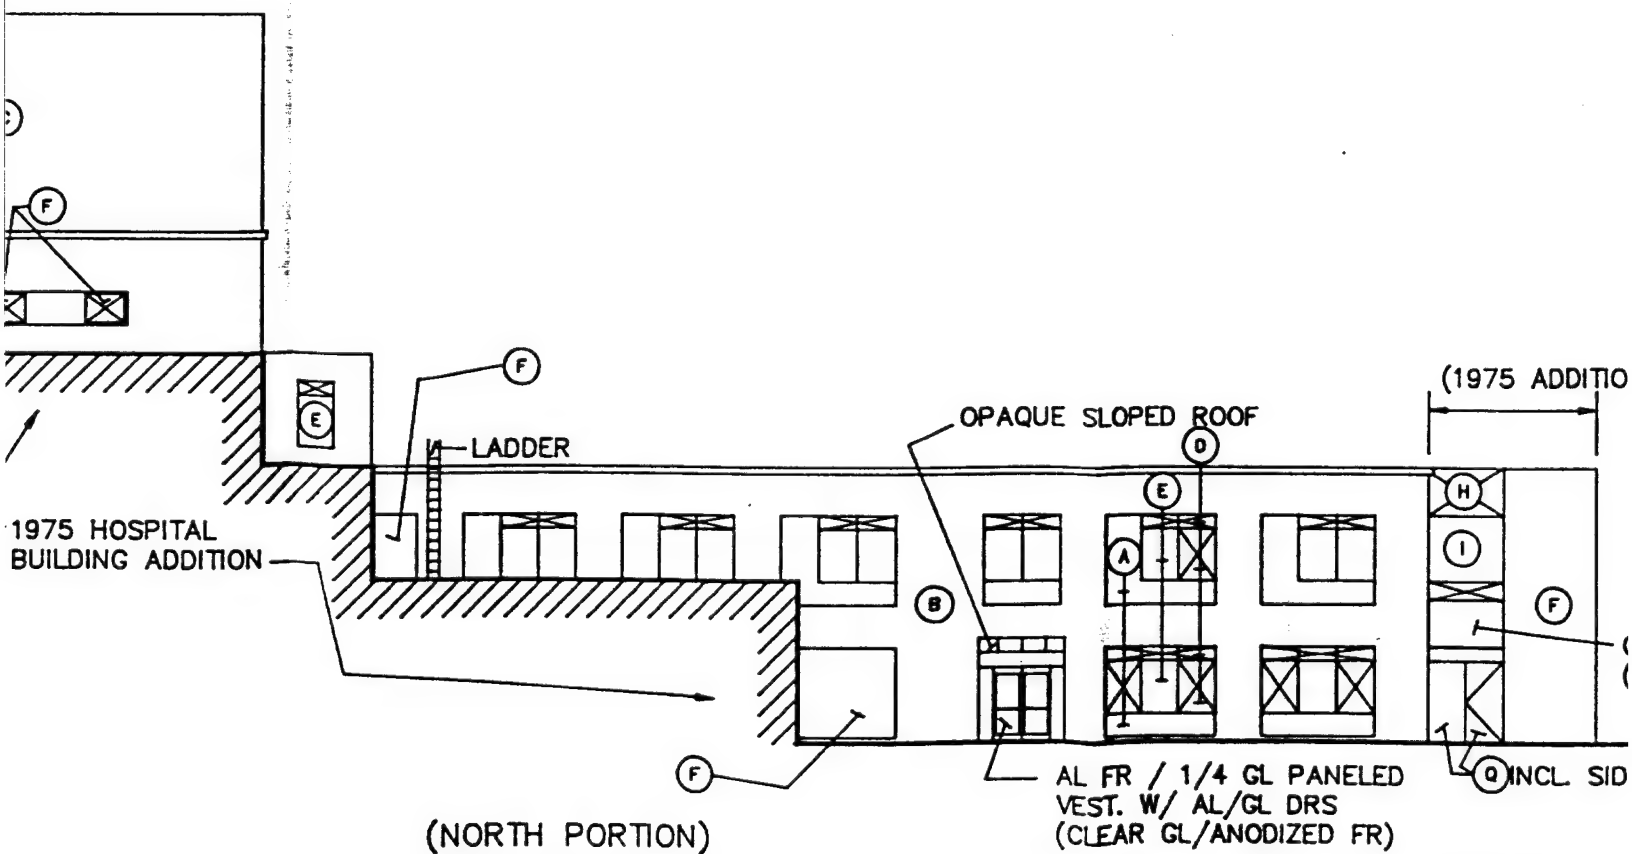 F
F
(1975 ADDITIO
E
OPAQUE SLOPED ROOF
LADDER
D
E
H
1975 HOSPITAL
BUILDING ADDITION
A
I
B
F
F
F
AL FR / 1/4 GL PANELED
VEST. W/ AL/GL DRS
(CLEAR GL/ANODIZED FR)
Q INCL. SID
(NORTH PORTION)